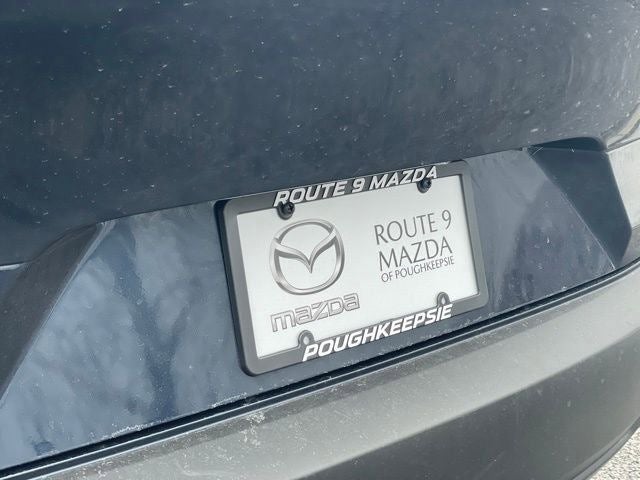 ROUTE 9 MAZDA
ROUTE 9
MAZDA
OF POUGHKEEPSIE
mazda
POUGHKEEPSIE